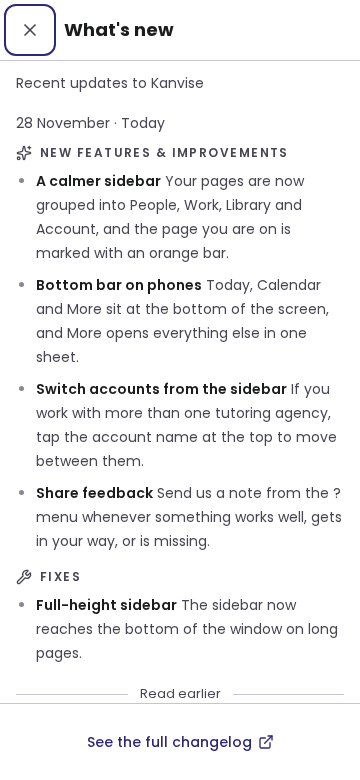 What's new
Recent updates to Kanvise
28 November · Today
NEW FEATURES & IMPROVEMENTS
A calmer sidebar Your pages are now
grouped into People, Work, Library and
Account, and the page you are on is
marked with an orange bar.
Bottom bar on phones Today, Calendar
and More sit at the bottom of the screen,
and More opens everything else in one
sheet.
Switch accounts from the sidebar If you
work with more than one tutoring agency,
tap the account name at the top to move
between them.
Share feedback Send us a note from the ?
menu whenever something works well, gets
in your way, or is missing.
FIXES
Full-height sidebar The sidebar now
reaches the bottom of the window on long
pages.
Read earlier
See the full changelog